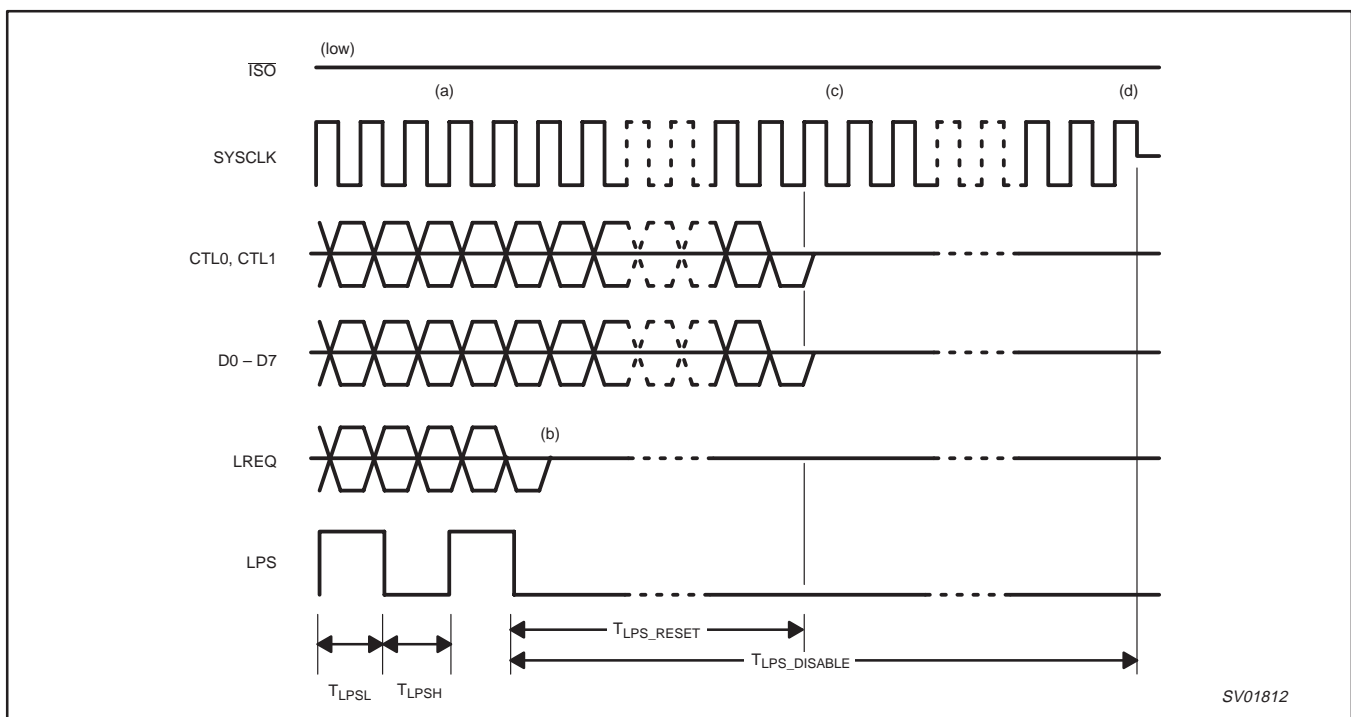 (low)
ISO
(a) (c) (d)
SYSCLK
CTL0, CTL1
D0 – D7
(b)
LREQ
LPS
TLPS_RESET
TLPS_DISABLE
TLPSL TLPSH
SV01812